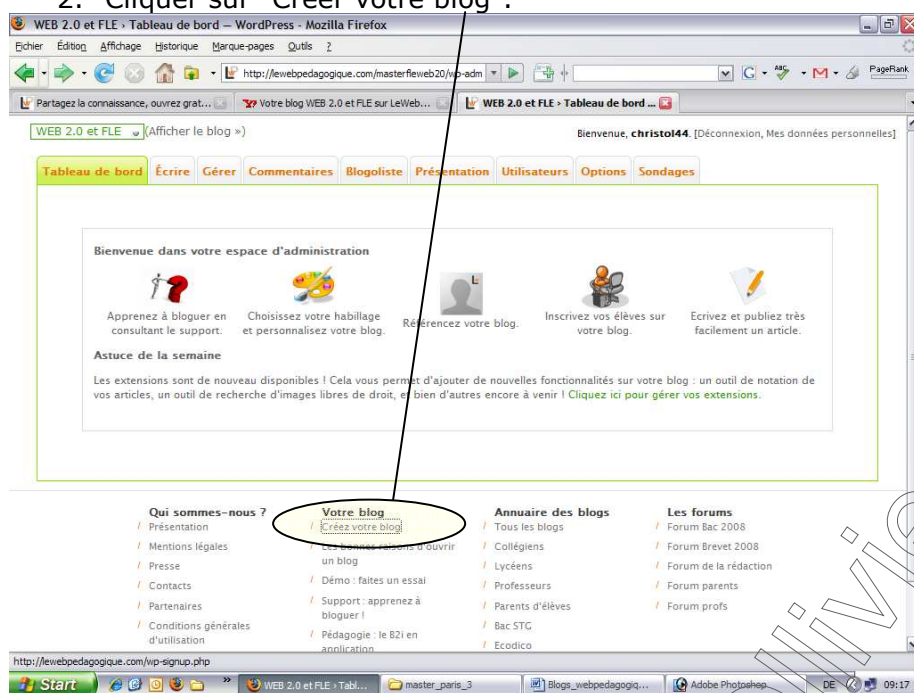 2. Cliquer sur "Créer votre blog".
WEB 2.0 et FLE › Tableau de bord — WordPress - Mozilla Firefox
Fichier Édition Affichage Historique Marque-pages Outils ?
http://lewebpedagogique.com/masterfleweb20/wp-adm
G ABC M PageRank
Partagez la connaissance, ouvrez grat... Votre blog WEB 2.0 et FLE sur LeWeb... WEB 2.0 et FLE › Tableau de bord ...
WEB 2.0 et FLE (Afficher le blog »)
Bienvenue, christol44. [Déconnexion, Mes données personnelles]
Tableau de bord Écrire Gérer Commentaires Blogoliste Présentation Utilisateurs Options Sondages
Bienvenue dans votre espace d'administration
Apprenez à bloguer en
consultant le support.
Choisissez votre habillage
et personnalisez votre blog.
Référencez votre blog.
Inscrivez vos élèves sur
votre blog.
Ecrivez et publiez très
facilement un article.
Astuce de la semaine
Les extensions sont de nouveau disponibles ! Cela vous permet d'ajouter de nouvelles fonctionnalités sur votre blog : un outil de notation de
vos articles, un outil de recherche d'images libres de droit, et bien d'autres encore à venir ! Cliquez ici pour gérer vos extensions.
Qui sommes-nous ?
/ Présentation
/ Mentions légales
/ Presse
/ Contacts
/ Partenaires
/ Conditions générales
d'utilisation
Votre blog
/ Créez votre blog
/ Les bonnes raisons d'ouvrir
un blog
/ Démo : faites un essai
/ Support : apprenez à
bloguer !
/ Pédagogie : le B2i en
application
Annuaire des blogs
/ Tous les blogs
/ Collégiens
/ Lycéens
/ Professeurs
/ Parents d'élèves
/ Bac STG
/ Ecodico
Les forums
/ Forum Bac 2008
/ Forum Brevet 2008
/ Forum de la rédaction
/ Forum parents
/ Forum profs
http://lewebpedagogique.com/wp-signup.php
Start » WEB 2.0 et FLE › Tabl... master_paris_3 Blogs_webpedagogiq... Adobe Photoshop DE 09:17